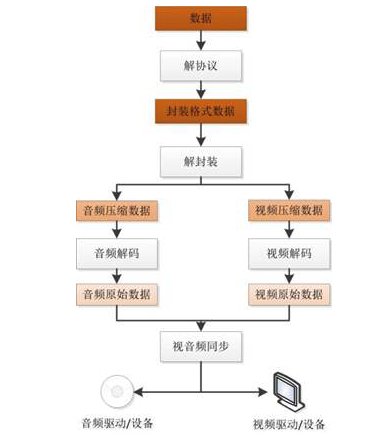 数据
解协议
封装格式数据
解封装
音频压缩数据
视频压缩数据
音频解码
视频解码
音频原始数据
视频原始数据
视音频同步
音频驱动/设备
视频驱动/设备